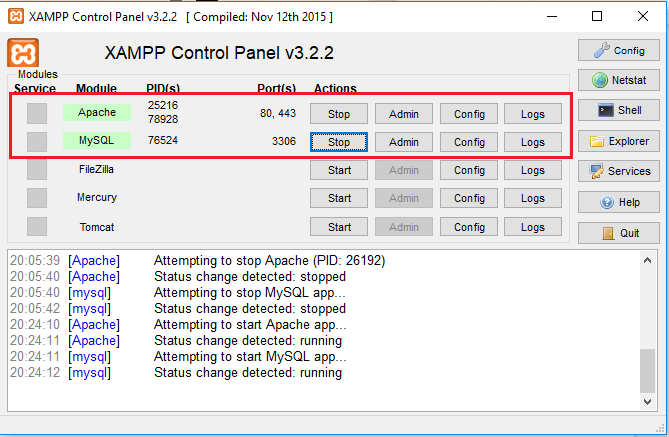 XAMPP Control Panel v3.2.2 [ Compiled: Nov 12th 2015 ]
XAMPP Control Panel v3.2.2
Config
Modules
Service Module PID(s) Port(s) Actions
Netstat
Apache 25216 78928 80, 443 Stop Admin Config Logs
Shell
MySQL 76524 3306 Stop Admin Config Logs
Explorer
FileZilla Start Admin Config Logs
Services
Mercury Start Admin Config Logs
Help
Tomcat Start Admin Config Logs
Quit
20:05:39 [Apache] Attempting to stop Apache (PID: 26192)
20:05:40 [Apache] Status change detected: stopped
20:05:40 [mysql] Attempting to stop MySQL app...
20:05:42 [mysql] Status change detected: stopped
20:24:10 [Apache] Attempting to start Apache app...
20:24:11 [Apache] Status change detected: running
20:24:11 [mysql] Attempting to start MySQL app...
20:24:12 [mysql] Status change detected: running